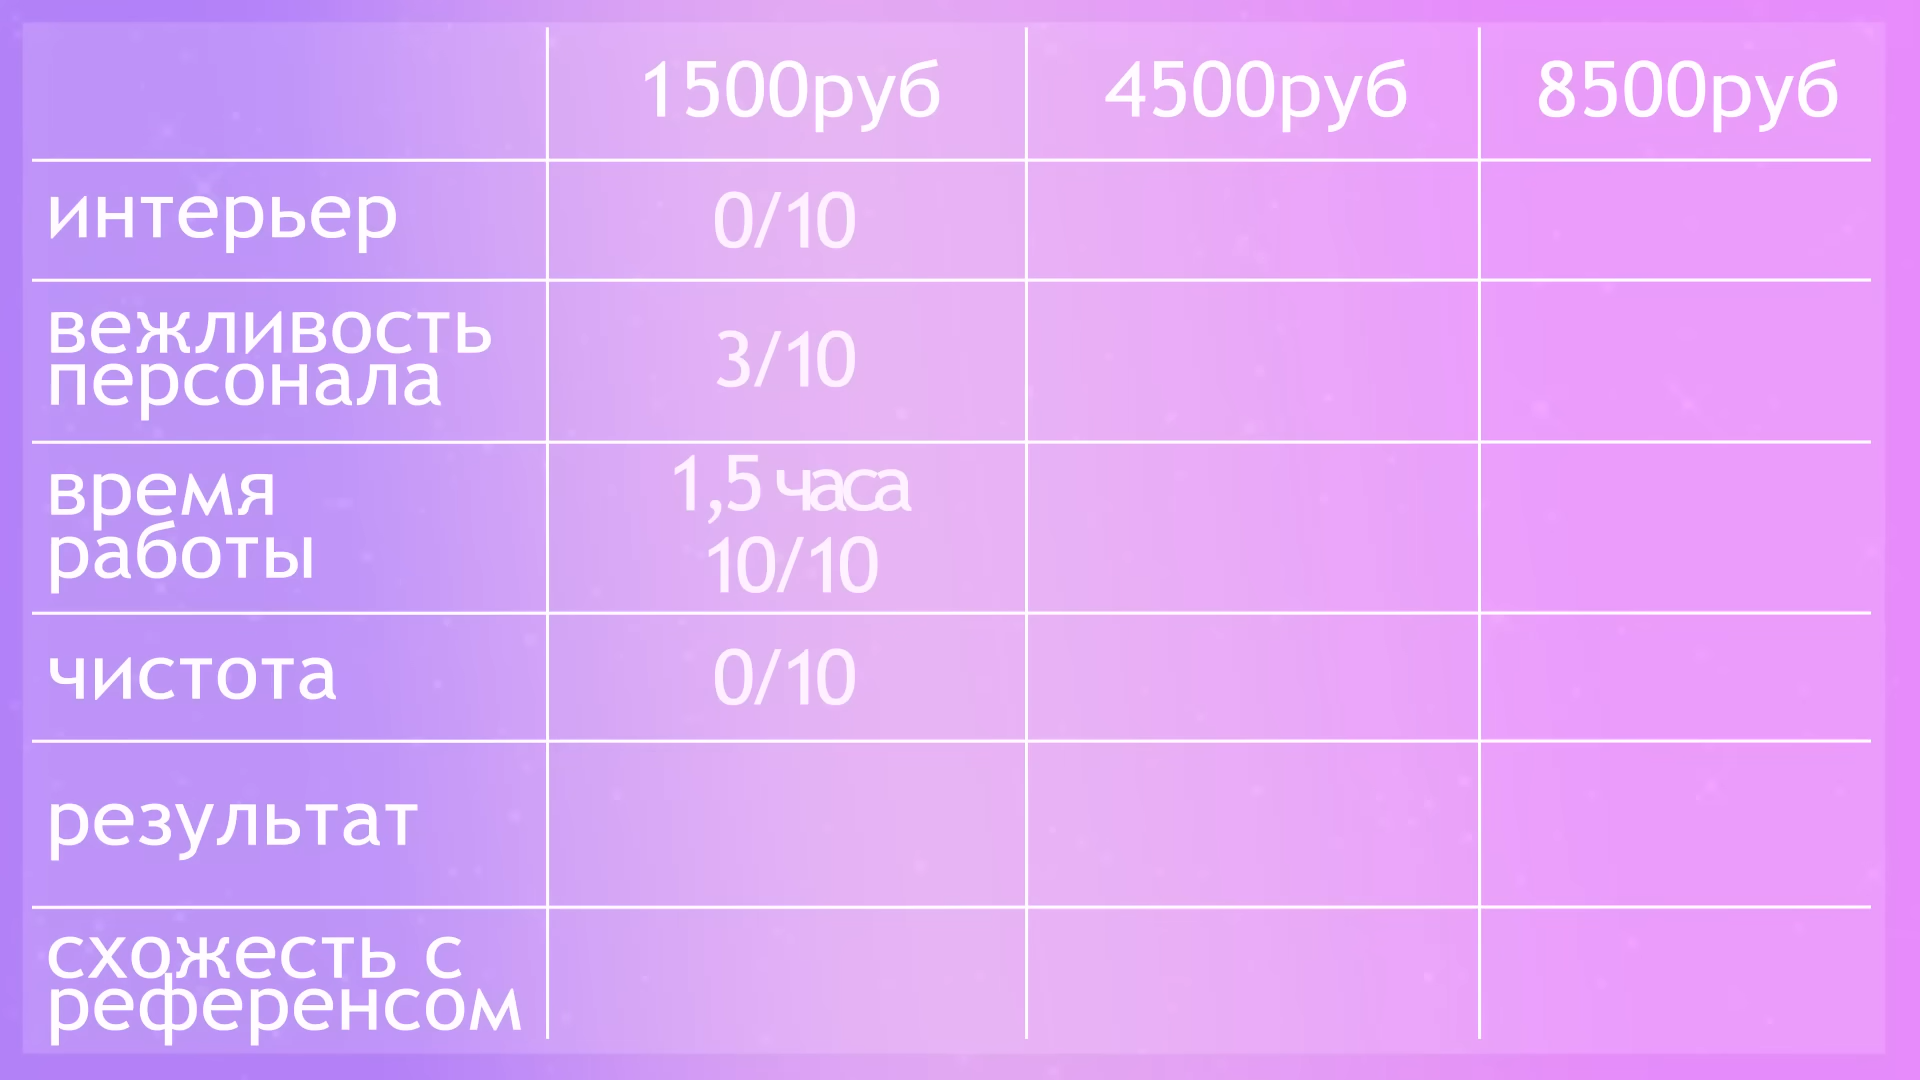 1500руб 4500руб 8500руб
интерьер 0/10
вежливость
персонала
3/10
время
работы
1,5 часа
10/10
чистота 0/10
результат
схожесть с
референсом